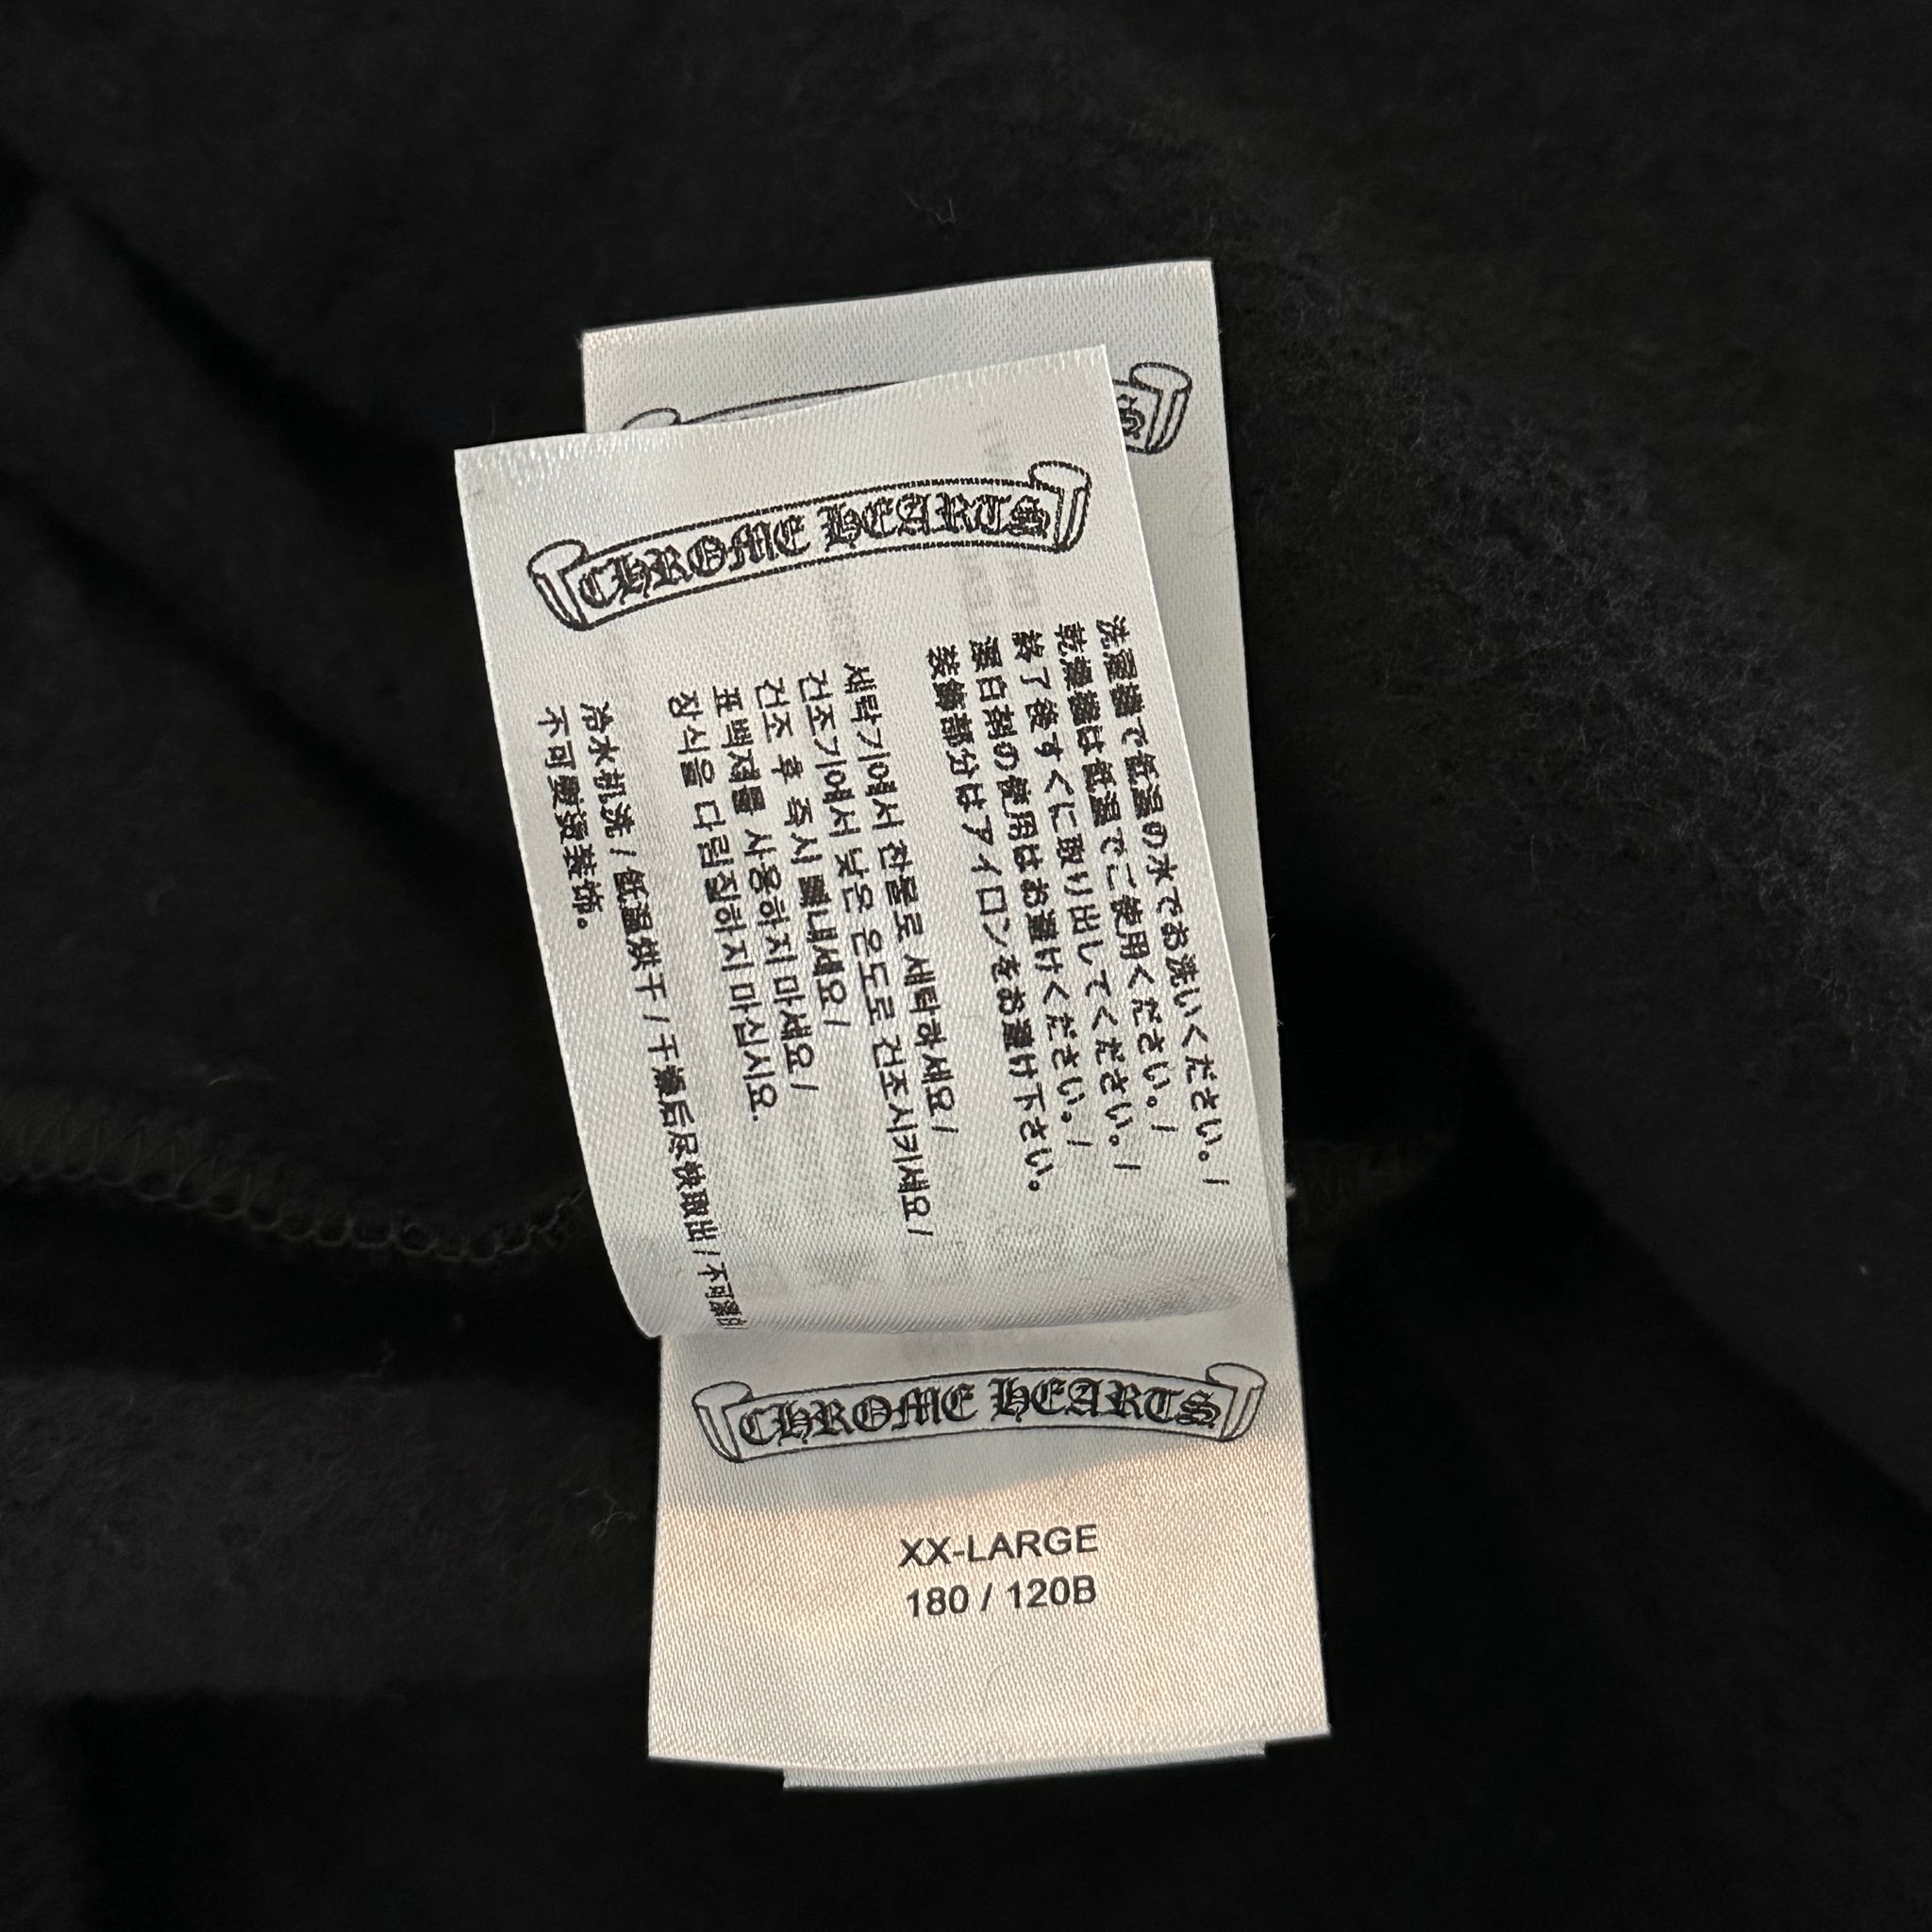 CHROME HEARTS
洗濯機で低温の水でお洗いください。/
乾燥機は低温でご使用ください。/
終了後すぐに取り出してください。/
漂白剤の使用はお避けください。/
装飾部分はアイロンをお避け下さい。
세탁기에서 찬물로 세탁하세요 /
건조기에서 낮은 온도로 건조시키세요 /
건조 후 즉시 빼내세요 /
표백제를 사용하지 마세요 /
장식을 다림질하지 마십시요.
冷水机洗 / 低温烘干 / 干燥后尽快取出 / 不可漂白
不可熨烫装饰。
CHROME HEARTS
XX-LARGE
180 / 120B